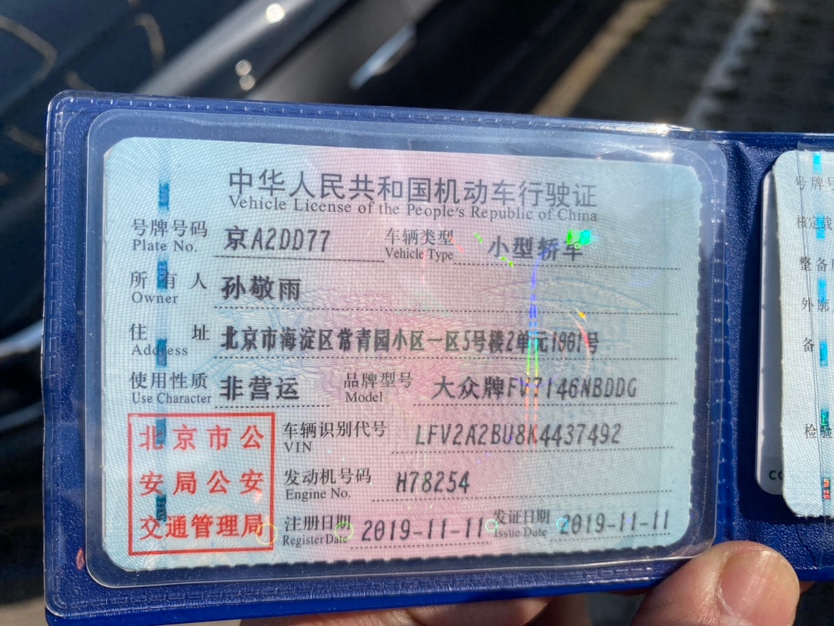 中华人民共和国机动车行驶证
Vehicle License of the People's Republic of China
号牌号码 京A2DD77 车辆类型 小型轿车
Plate No. Vehicle Type
所有人 孙敬雨
Owner
住址 北京市海淀区常青园小区一区5号楼2单元1961号
Address
使用性质 非营运 品牌型号 大众牌FV7146NBDDG
Use Character Model
北京市公安局公安交通管理局
车辆识别代号 LFV2A2BU8K4437492
VIN
发动机号码 H78254
Engine No.
注册日期 2019-11-11 发证日期 2019-11-11
Register Date Issue Date
号牌号
核定载
整备质
外廓
备
检验